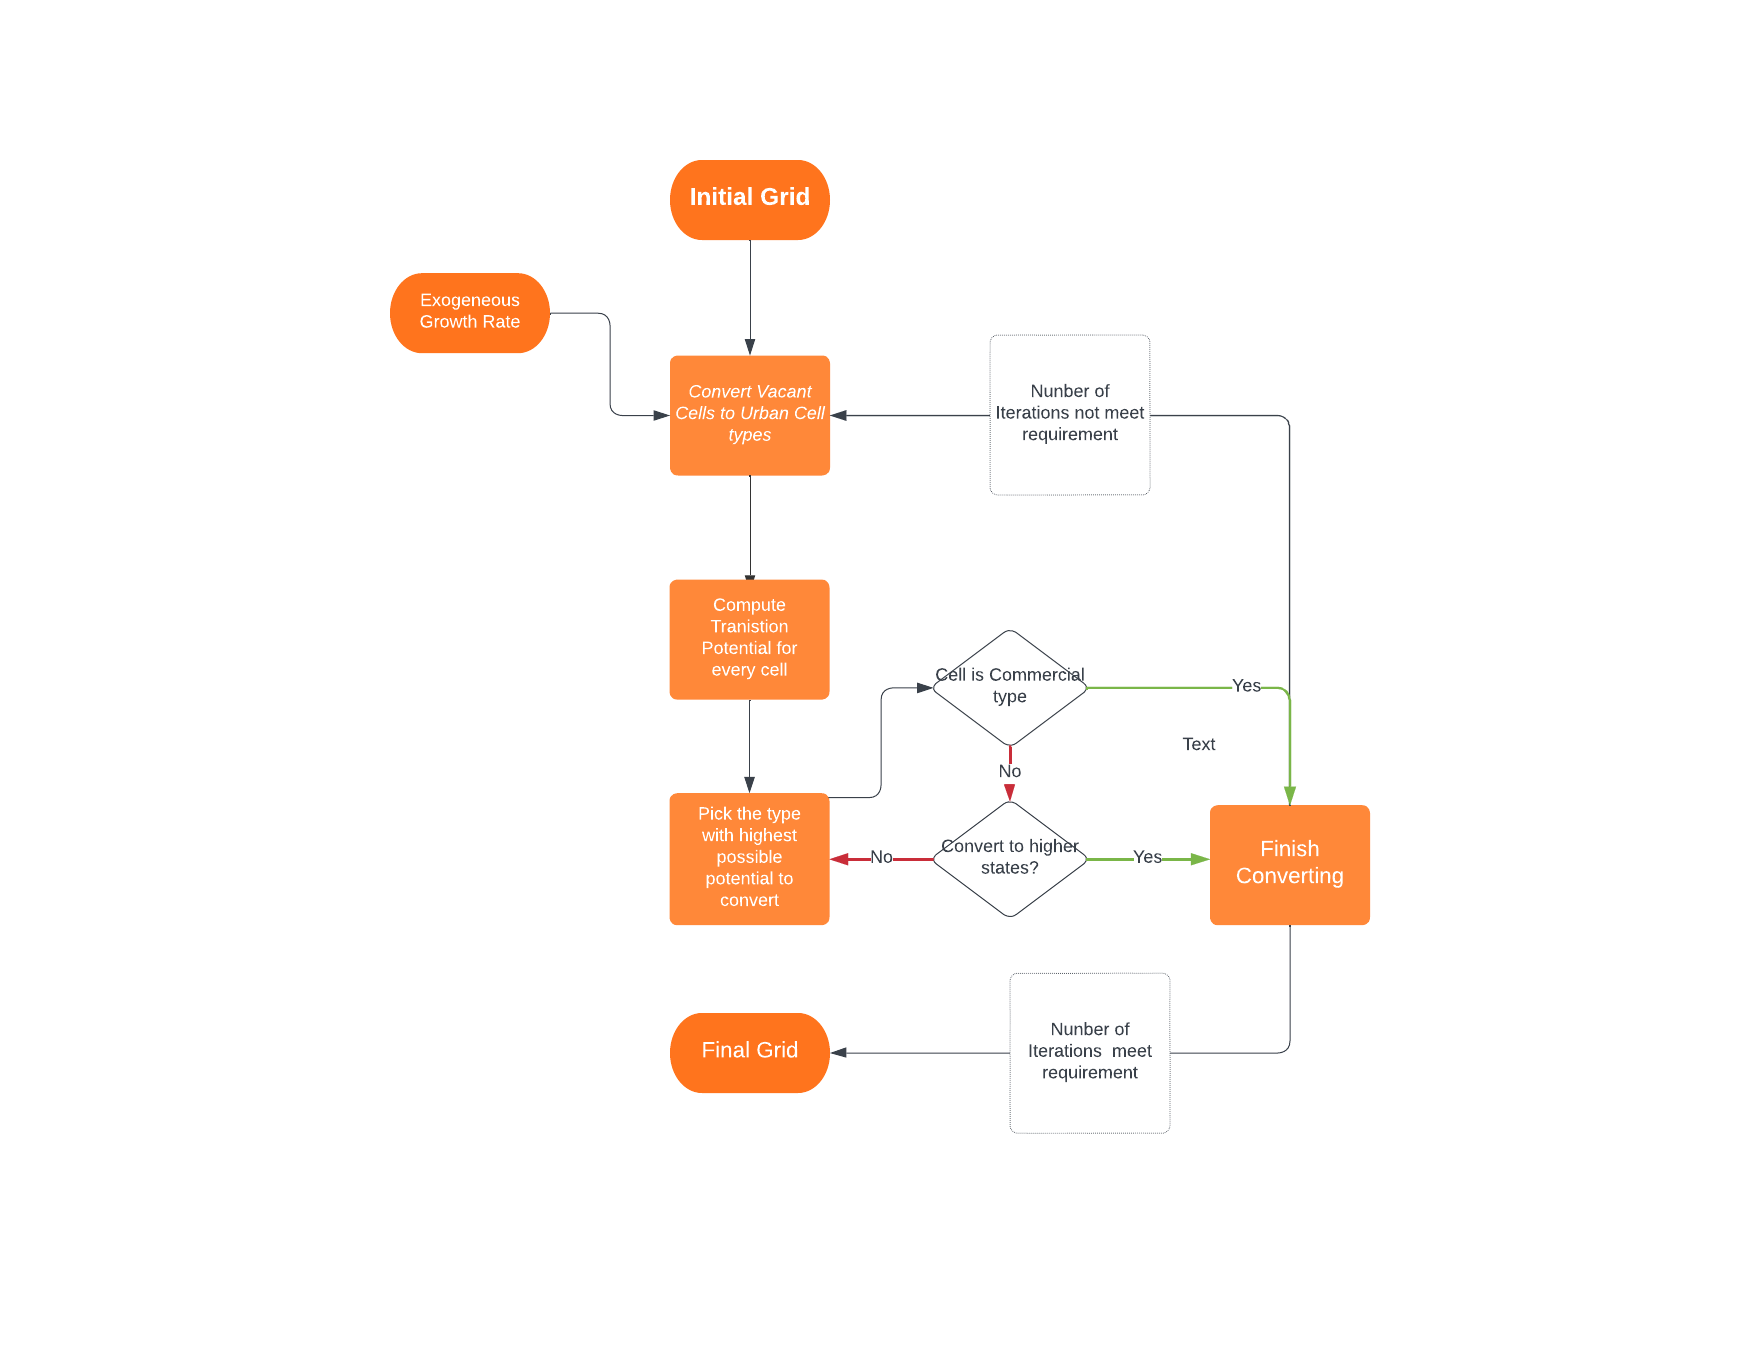 Initial Grid
Exogeneous
Growth Rate
Convert Vacant
Cells to Urban Cell
types
Nunber of
Iterations not meet
requirement
Compute
Tranistion
Potential for
every cell
Cell is Commercial
type
Yes
Text
No
Pick the type
with highest
possible
potential to
convert
No
Convert to higher
states?
Yes
Finish
Converting
Final Grid
Nunber of
Iterations  meet
requirement